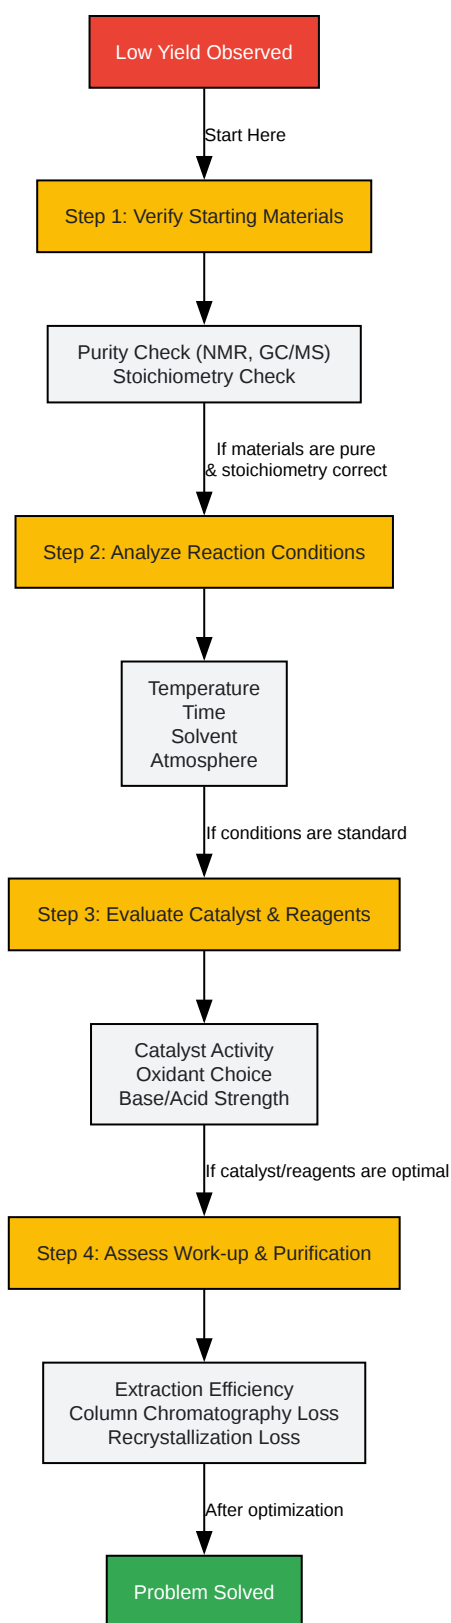 Low Yield Observed
Start Here
Step 1: Verify Starting Materials
Purity Check (NMR, GC/MS)
Stoichiometry Check
If materials are pure
& stoichiometry correct
Step 2: Analyze Reaction Conditions
Temperature
Time
Solvent
Atmosphere
If conditions are standard
Step 3: Evaluate Catalyst & Reagents
Catalyst Activity
Oxidant Choice
Base/Acid Strength
If catalyst/reagents are optimal
Step 4: Assess Work-up & Purification
Extraction Efficiency
Column Chromatography Loss
Recrystallization Loss
After optimization
Problem Solved